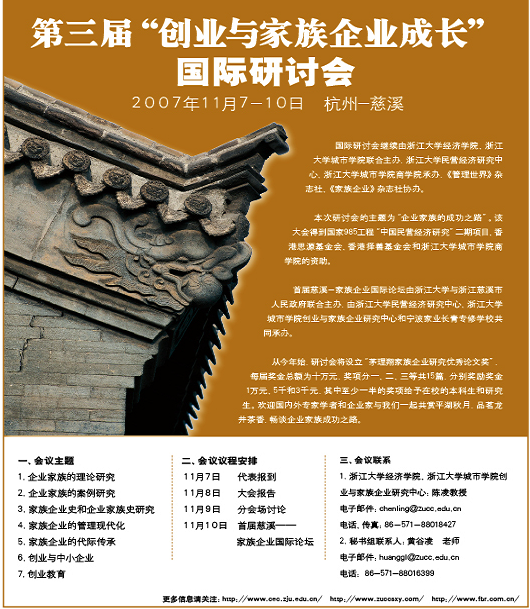 第三届“创业与家族企业成长”
国际研讨会
2007年11月7-10日 杭州-慈溪
国际研讨会继续由浙江大学经济学院、浙江
大学城市学院联合主办，浙江大学民营经济研究中
心、浙江大学城市学院商学院承办，《管理世界》杂
志社、《家族企业》杂志社协办。
本次研讨会的主题为“企业家族的成功之路”。该
大会得到国家985工程“中国民营经济研究”二期项目、香
港思源基金会、香港择善基金会和浙江大学城市学院商
学院的资助。
首届慈溪-家族企业国际论坛由浙江大学与浙江慈溪市
人民政府联合主办，由浙江大学民营经济研究中心、浙江大学
城市学院创业与家族企业研究中心和宁波家业长青专修学校共
同承办。
从今年始，研讨会将设立“茅理翔家族企业研究优秀论文奖”，
每届奖金总额为十万元，奖项分一、二、三等共15篇，分别奖励奖金
1万元、5千和3千元，其中至少一半的奖项给予在校的本科生和研究
生。欢迎国内外专家学者和企业家与我们一起共赏平湖秋月，品茗龙
井茶香，畅谈企业家族成功之路。
一、会议主题
1. 企业家族的理论研究
2. 企业家族的案例研究
3. 家族企业史和企业家族史研究
4. 家族企业的管理现代化
5. 家族企业的代际传承
6. 创业与中小企业
7. 创业教育
二、会议议程安排
11月7日 代表报到
11月8日 大会报告
11月9日 分会场讨论
11月10日 首届慈溪——
家族企业国际论坛
三、会议联系
1. 浙江大学经济学院、浙江大学城市学院创
业与家族企业研究中心：陈凌教授
电子邮件：chenling@zucc.edu.cn
电话、传真：86-571-88018427
2. 秘书组联系人：黄谷凌 老师
电子邮件：huanggl@zucc.edu.cn
电话：86-571-88016399
更多信息请关注：http://www.cec.zju.edu.cn/ http://www.zuccsxy.com/ http://www.fbr.com.cn/